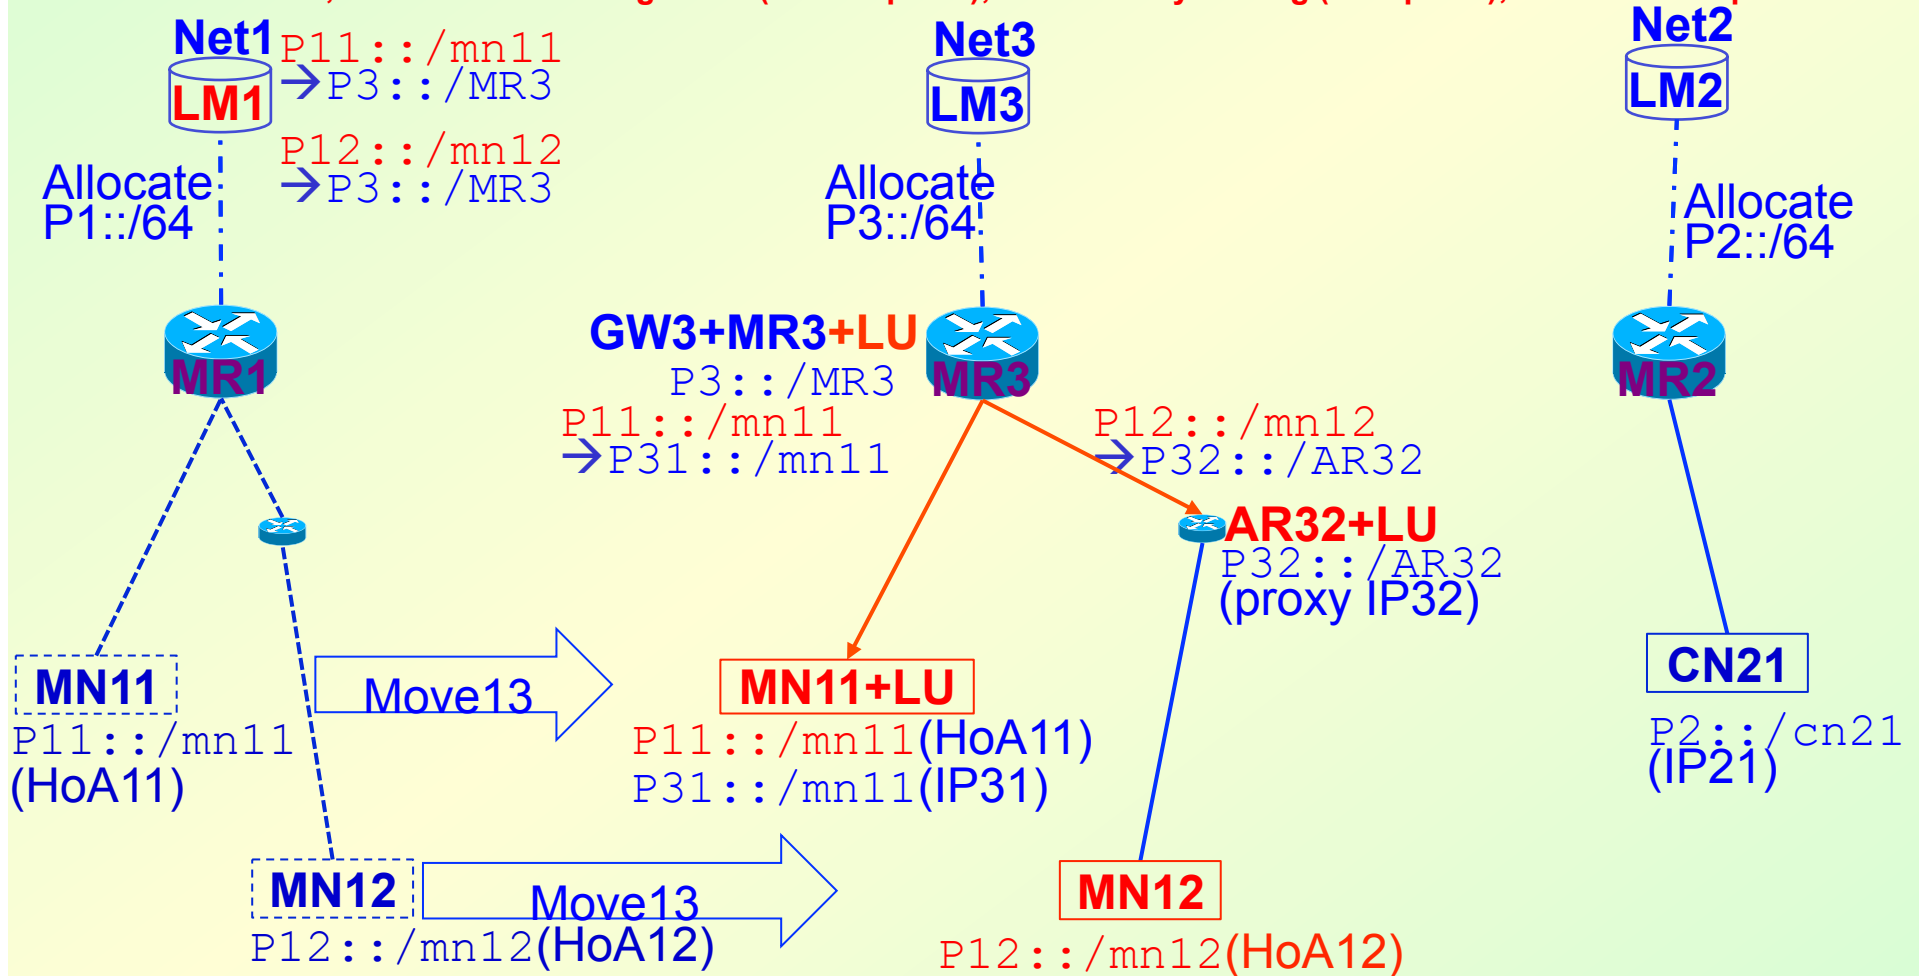 Net1
P11::/mn11
→P3::/MR3
LM1
P12::/mn12
→P3::/MR3
Allocate
P1::/64
MR1
Net3
LM3
Allocate
P3::/64
GW3+MR3+LU
P3::/MR3
MR3
P11::/mn11
→P31::/mn11
P12::/mn12
→P32::/AR32
AR32+LU
P32::/AR32
(proxy IP32)
Net2
LM2
Allocate
P2::/64
MR2
MN11
P11::/mn11
(HoA11)
Move13
MN11+LU
P11::/mn11(HoA11)
P31::/mn11(IP31)
CN21
P2::/cn21
(IP21)
MN12
P12::/mn12(HoA12)
Move13
MN12
P12::/mn12(HoA12)